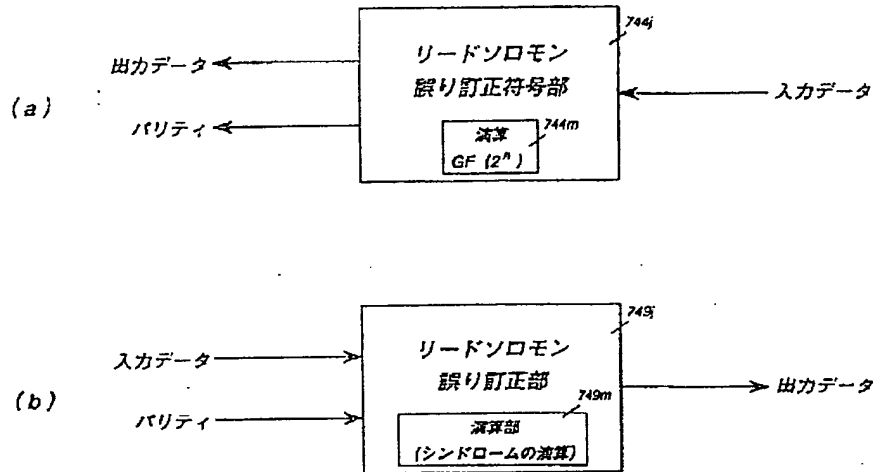 (a)
出力データ
パリティ
リードソロモン
誤り訂正符号部
744j
演算
GF (2ⁿ)
744m
入力データ
(b)
入力データ
パリティ
リードソロモン
誤り訂正部
749j
749m
演算部
(シンドロームの演算)
出力データ